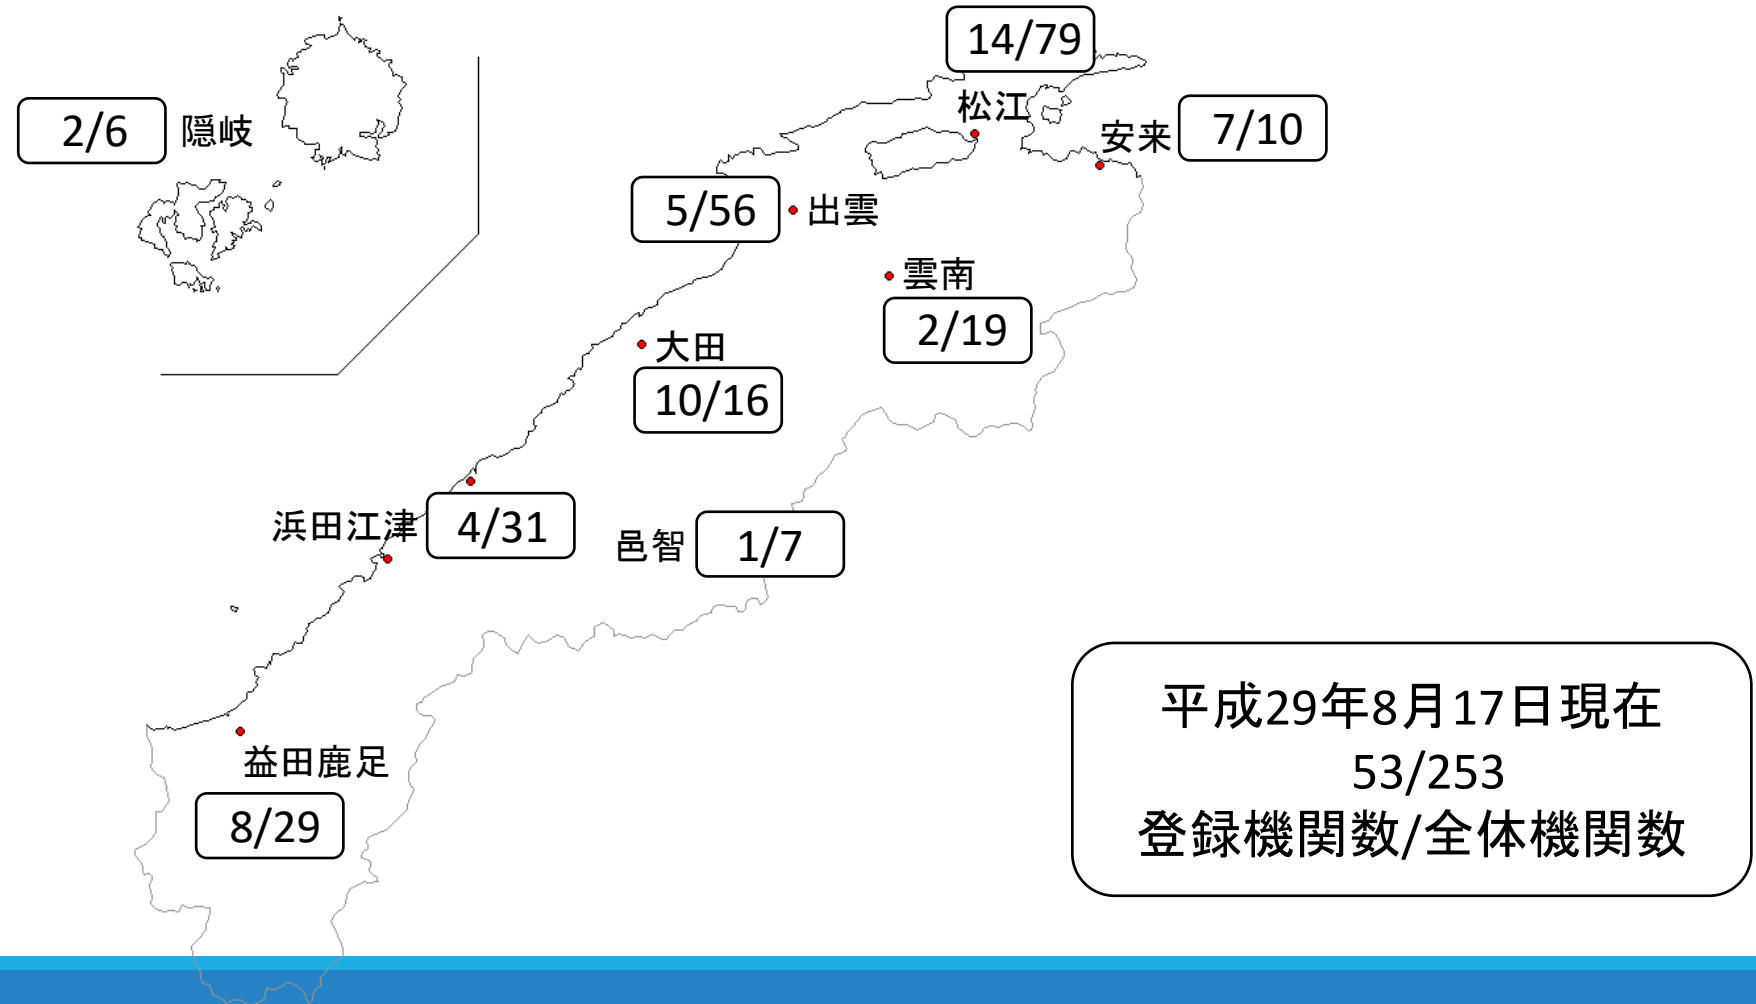 14/79
松江
2/6 隠岐
安来 7/10
5/56 出雲
雲南
2/19
大田
10/16
浜田江津 4/31
邑智 1/7
益田鹿足
8/29
平成29年8月17日現在
53/253
登録機関数/全体機関数